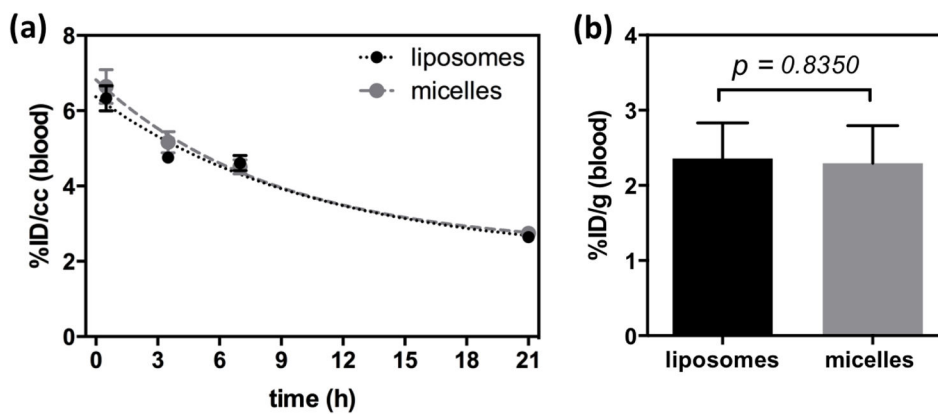 (a)
%ID/cc (blood)
8
6
4
2
0
liposomes
micelles
0 3 6 9 12 15 18 21
time (h)
(b)
%ID/g (blood)
4
3
2
1
0
p = 0.8350
liposomes micelles